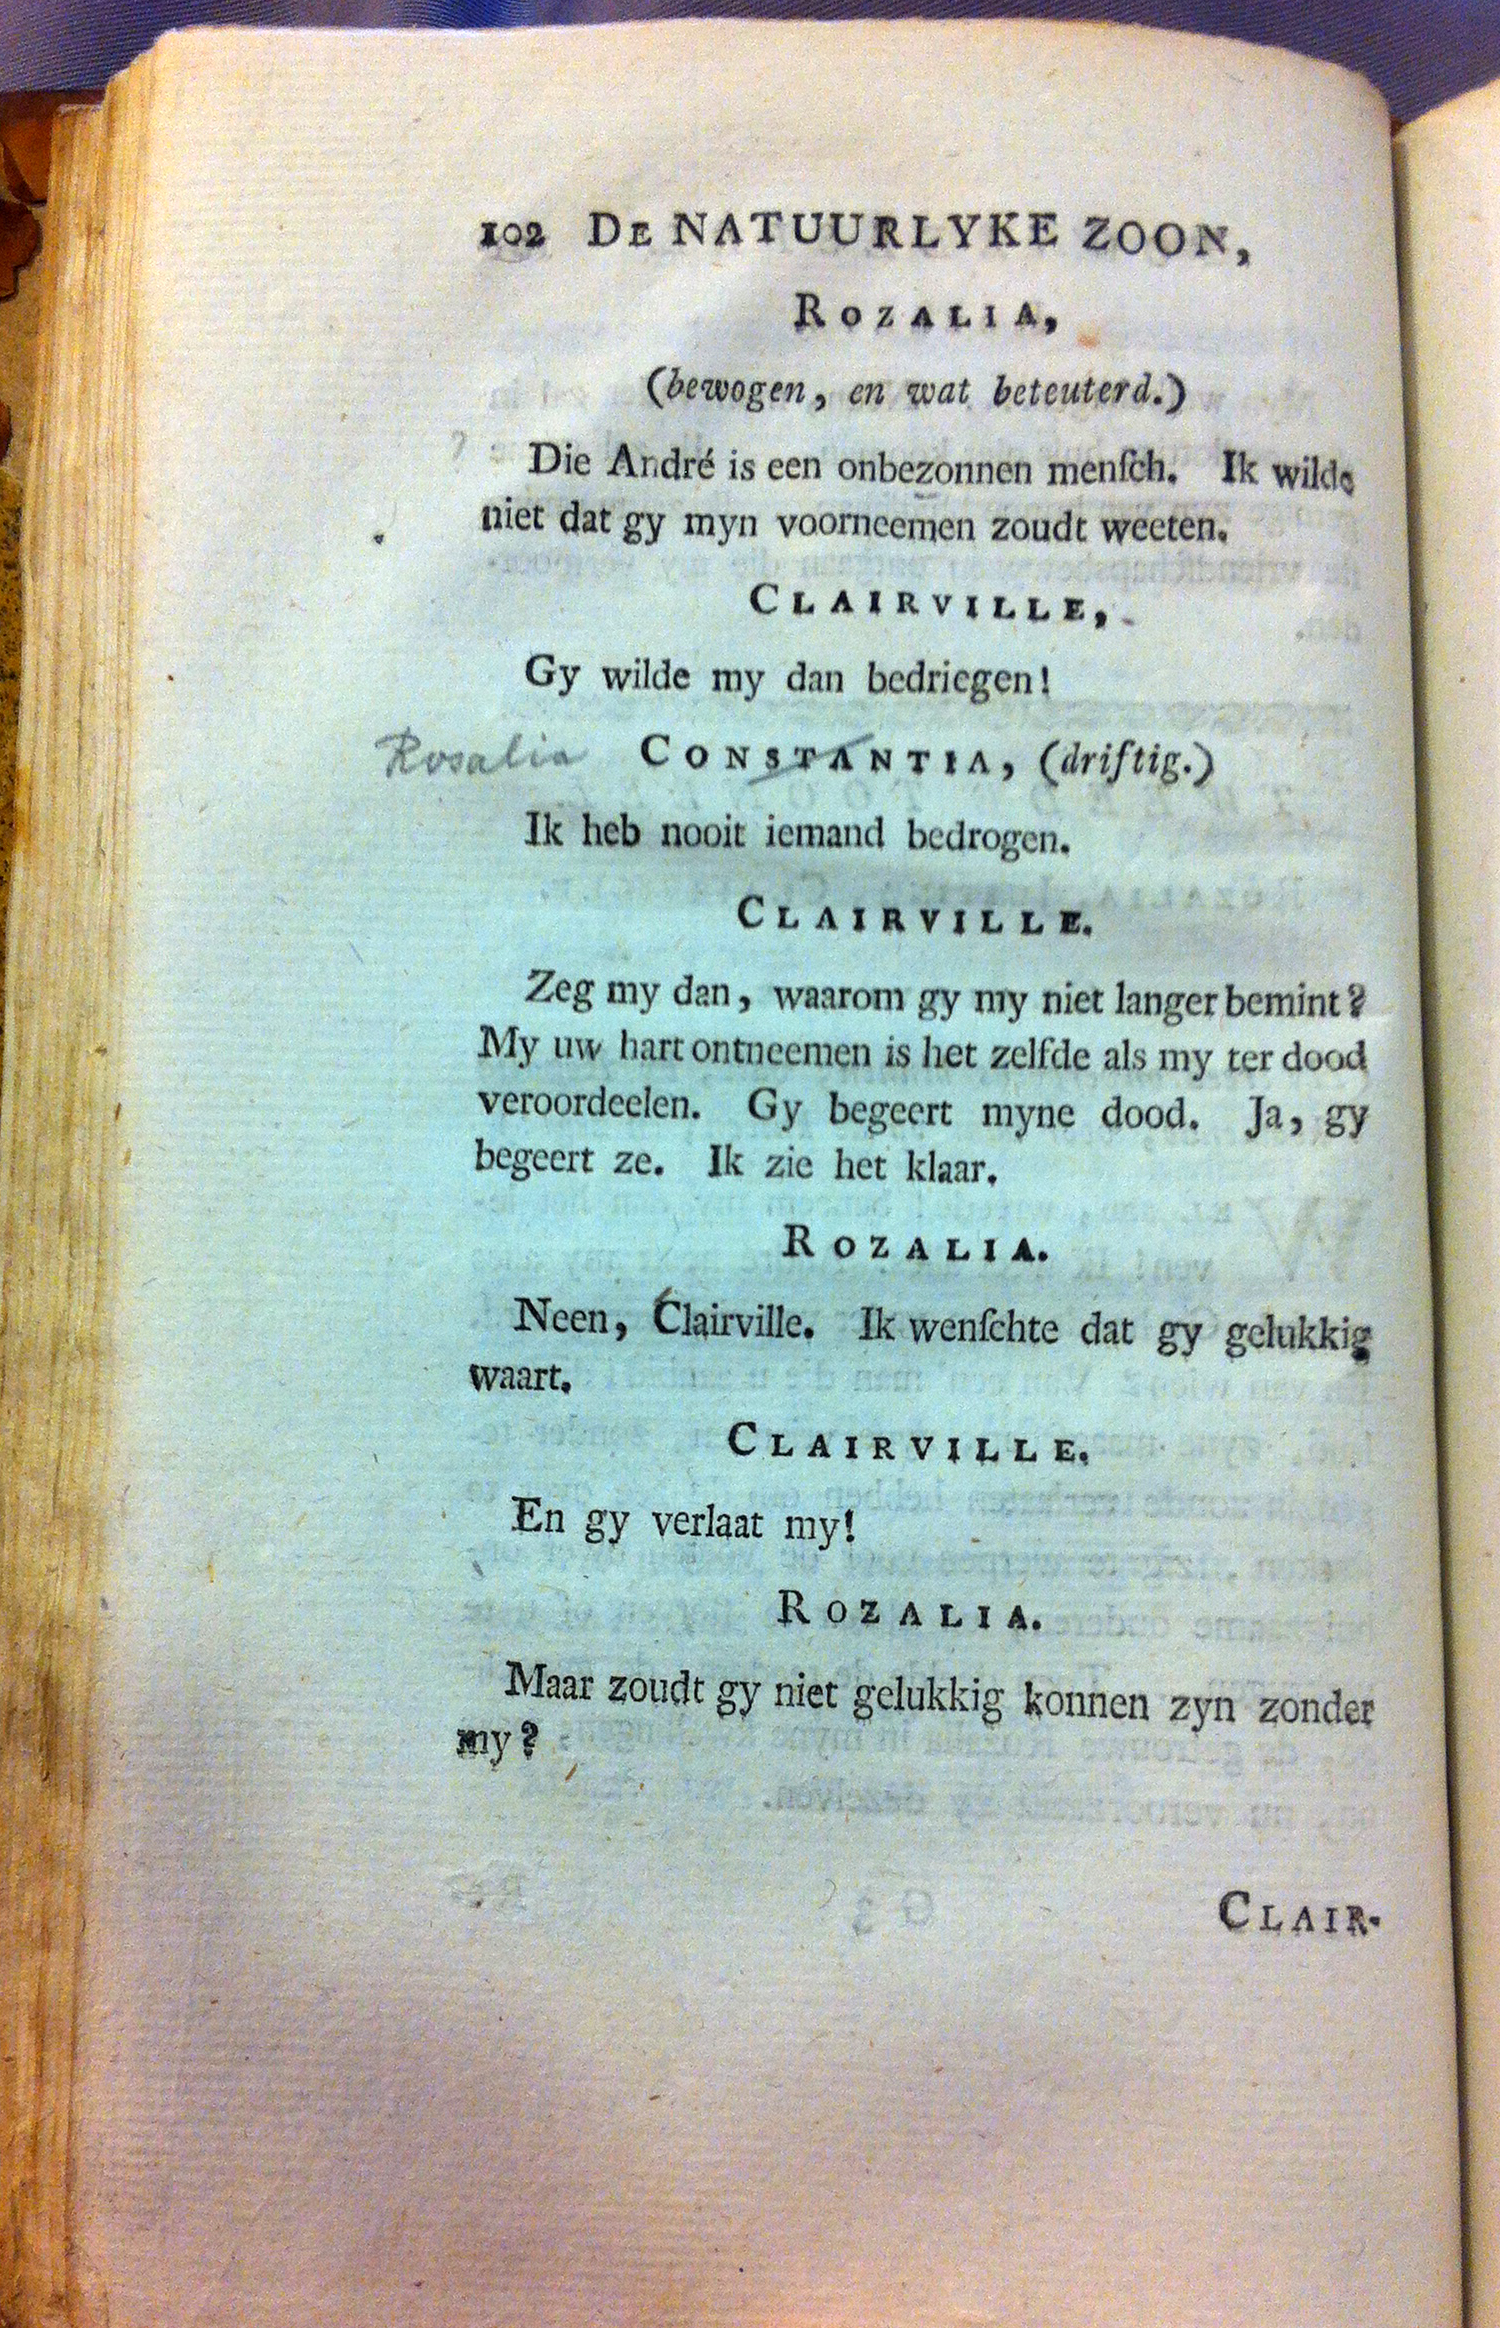 102 DE NATUURLYKE ZOON,
ROZALIA,
(bewogen, en wat beteuterd.)
Die André is een onbezonnen menſch. Ik wilde
niet dat gy myn voorneemen zoudt weeten.
CLAIRVILLE,
Gy wilde my dan bedriegen!
Rosalia CONSTANTIA, (driftig.)
Ik heb nooit iemand bedrogen.
CLAIRVILLE.
Zeg my dan, waarom gy my niet langer bemint?
My uw hart ontneemen is het zelfde als my ter dood
veroordeelen. Gy begeert myne dood. Ja, gy
begeert ze. Ik zie het klaar.
ROZALIA.
Neen, Clairville. Ik wenſchte dat gy gelukkig
waart.
CLAIRVILLE.
En gy verlaat my!
ROZALIA.
Maar zoudt gy niet gelukkig konnen zyn zonder
my?
CLAIR-